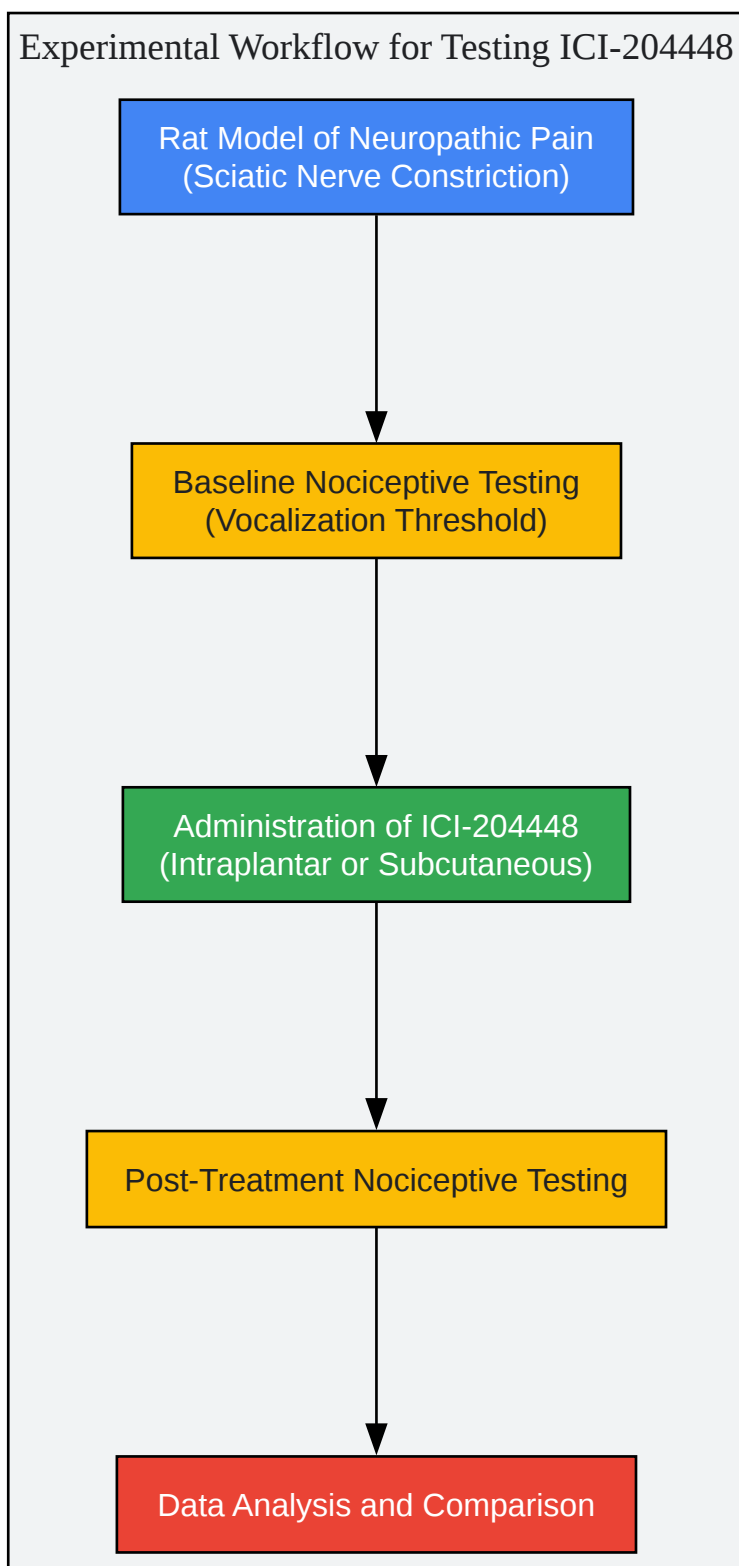 Experimental Workflow for Testing ICI-204448
Rat Model of Neuropathic Pain
(Sciatic Nerve Constriction)
Baseline Nociceptive Testing
(Vocalization Threshold)
Administration of ICI-204448
(Intraplantar or Subcutaneous)
Post-Treatment Nociceptive Testing
Data Analysis and Comparison